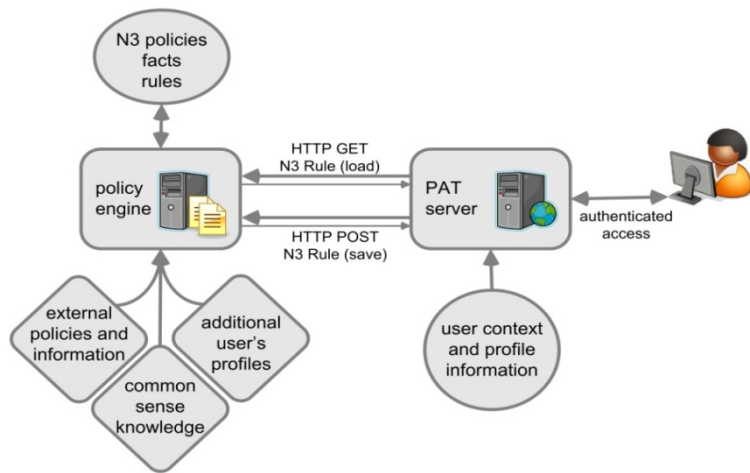 N3 policies
facts
rules
policy
engine
HTTP GET
N3 Rule (load)
HTTP POST
N3 Rule (save)
PAT
server
authenticated
access
external
policies and
information
common
sense
knowledge
additional
user's
profiles
user context
and profile
information